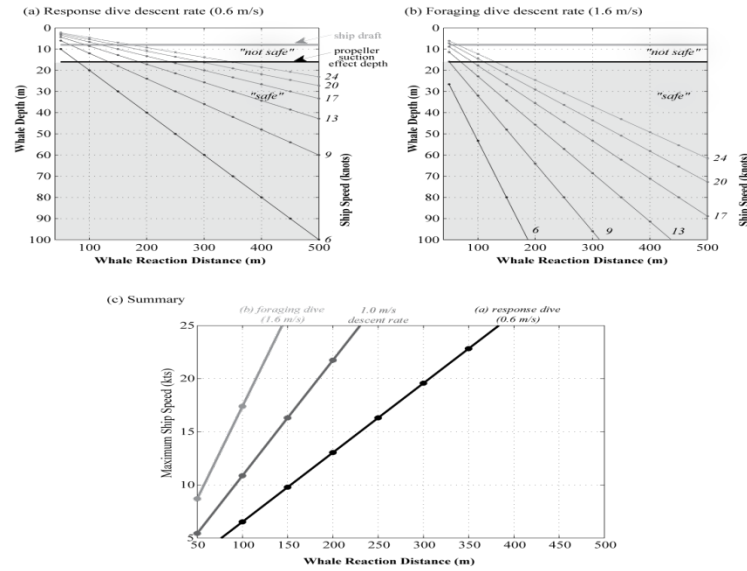 (a) Response dive descent rate (0.6 m/s)
0
10
20
30
40
50
60
70
80
90
100
Whale Depth (m)
ship draft
"not safe"
propeller
suction
effect depth
"safe"
24
20
17
13
9
6
Ship Speed (knots)
100
200
300
400
500
Whale Reaction Distance (m)
(b) Foraging dive descent rate (1.6 m/s)
0
10
20
30
40
50
60
70
80
90
100
Whale Depth (m)
"not safe"
"safe"
24
20
17
13
9
6
Ship Speed (knots)
100
200
300
400
500
Whale Reaction Distance (m)
(c) Summary
(b) foraging dive
(1.6 m/s)
1.0 m/s
descent rate
(a) response dive
(0.6 m/s)
25
20
15
10
5
Maximum Ship Speed (kts)
50
100
150
200
250
300
350
400
450
500
Whale Reaction Distance (m)